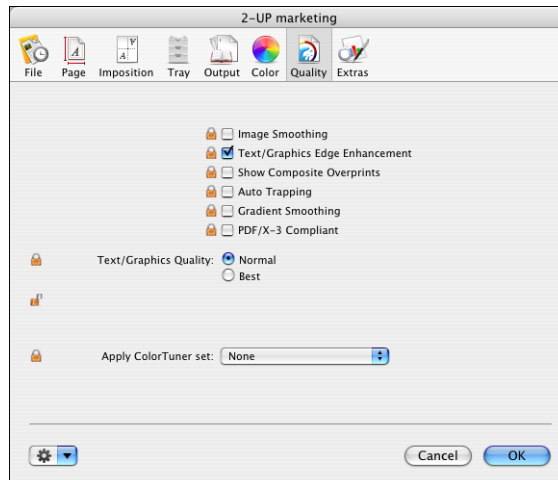 2-UP marketing
File Page Imposition Tray Output Color Quality Extras
Image Smoothing
Text/Graphics Edge Enhancement
Show Composite Overprints
Auto Trapping
Gradient Smoothing
PDF/X-3 Compliant
Text/Graphics Quality: Normal
Best
Apply ColorTuner set: None
Cancel OK